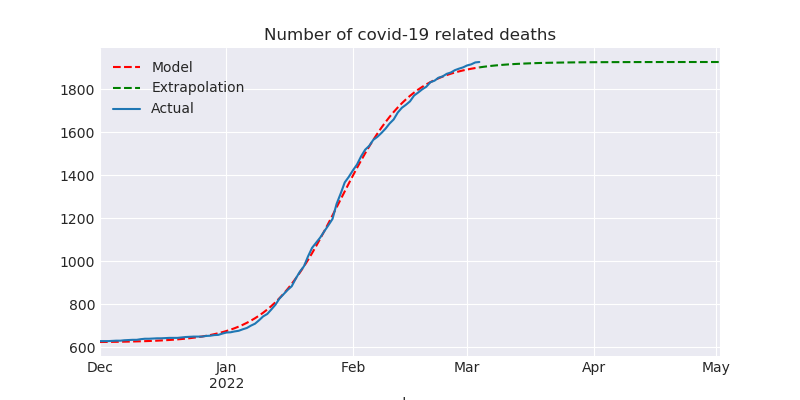 Number of covid-19 related deaths
Model
Extrapolation
Actual
1800
1600
1400
1200
1000
800
600
Dec
Jan
Feb
Mar
Apr
May
2022